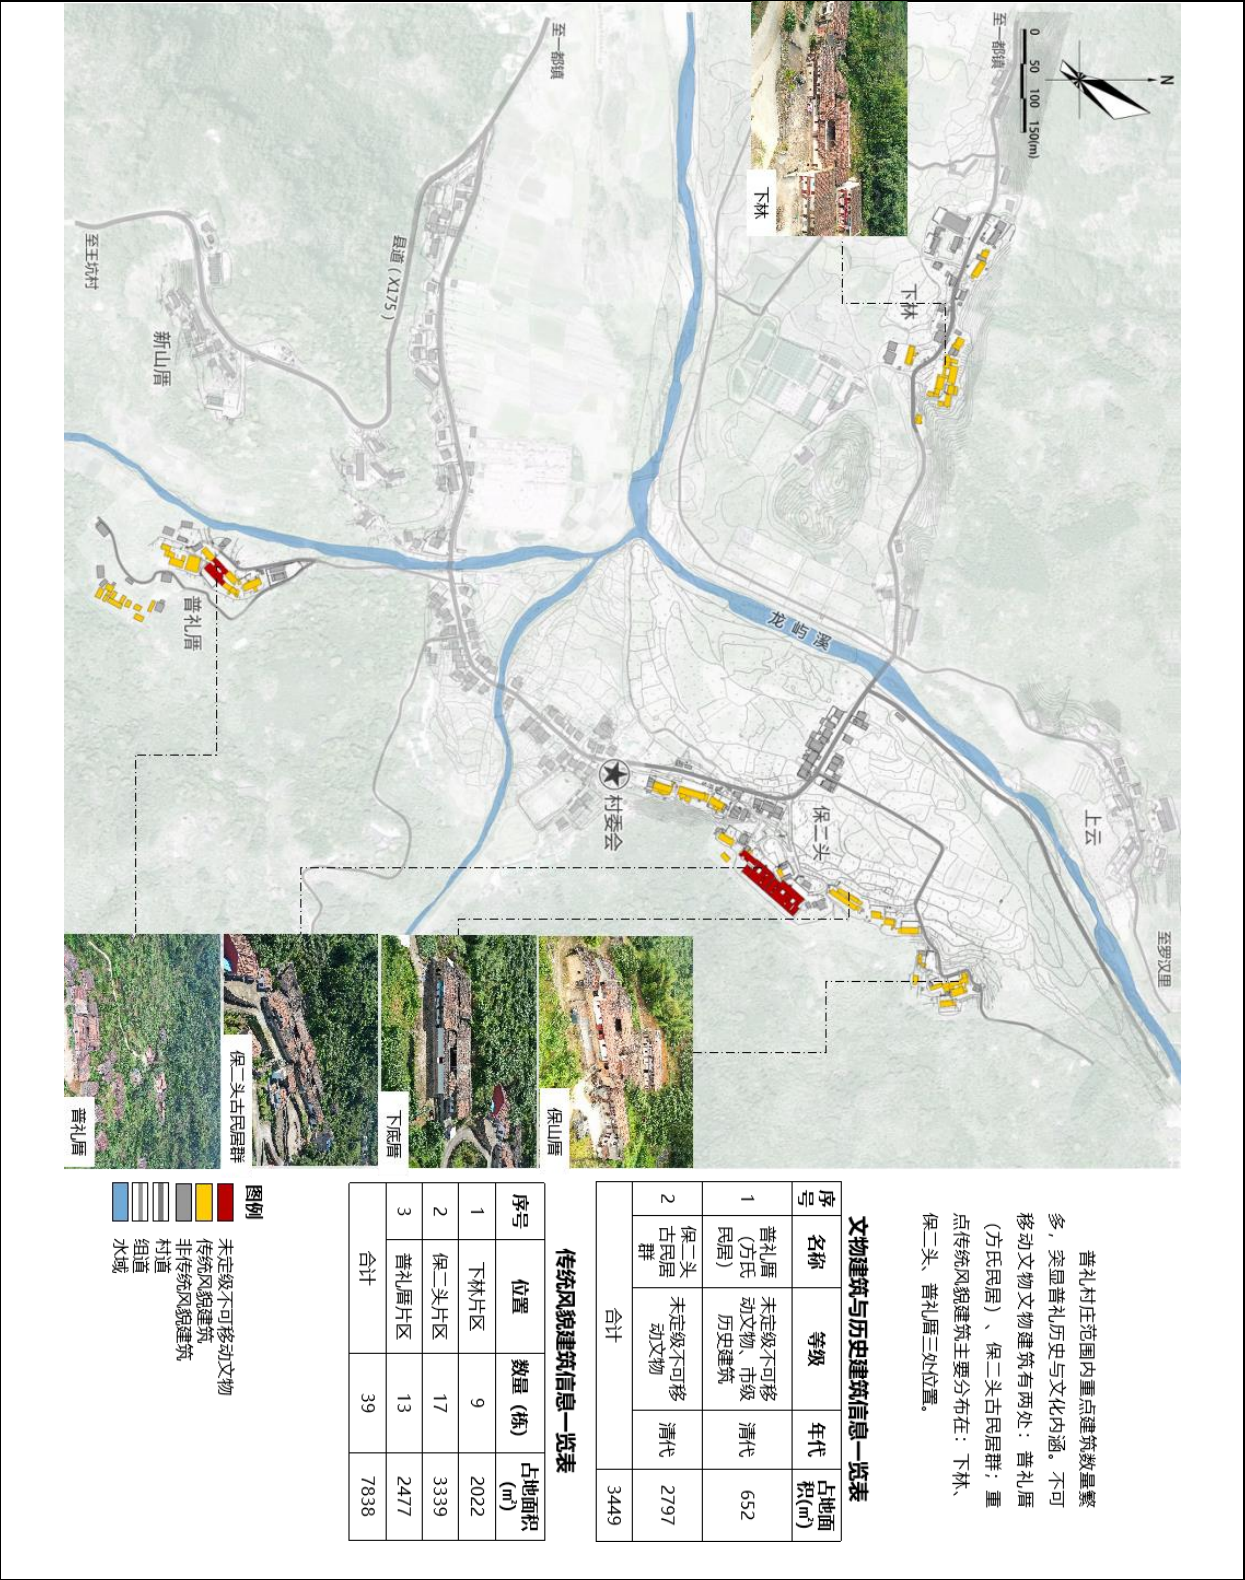 至一都镇
至一都镇
N
0 50 100 150(m)
下林
下林
县道（X175）
至王坑村
新山厝
普礼厝
龙屿溪
村委会
保二头
上云
至罗汉里
保山厝
下底厝
保二头古民居群
普礼厝
普礼村庄范围内重点建筑数量繁
多，突显普礼历史与文化内涵。不可
移动文物文物建筑有两处：普礼厝
（方氏民居）、保二头古民居群；重
点传统风貌建筑主要分布在：下林、
保二头、普礼厝三处位置。
文物建筑与历史建筑信息一览表
序号 名称 等级 年代 占地面积(㎡)
1 普礼厝（方氏民居） 未定级不可移动文物、市级历史建筑 清代 652
2 保二头古民居群 未定级不可移动文物 清代 2797
合计 3449
传统风貌建筑信息一览表
序号 位置 数量（栋） 占地面积(㎡)
1 下林片区 9 2022
2 保二头片区 17 3339
3 普礼厝片区 13 2477
合计 39 7838
图例
未定级不可移动文物
传统风貌建筑
非传统风貌建筑
村道
组道
水域